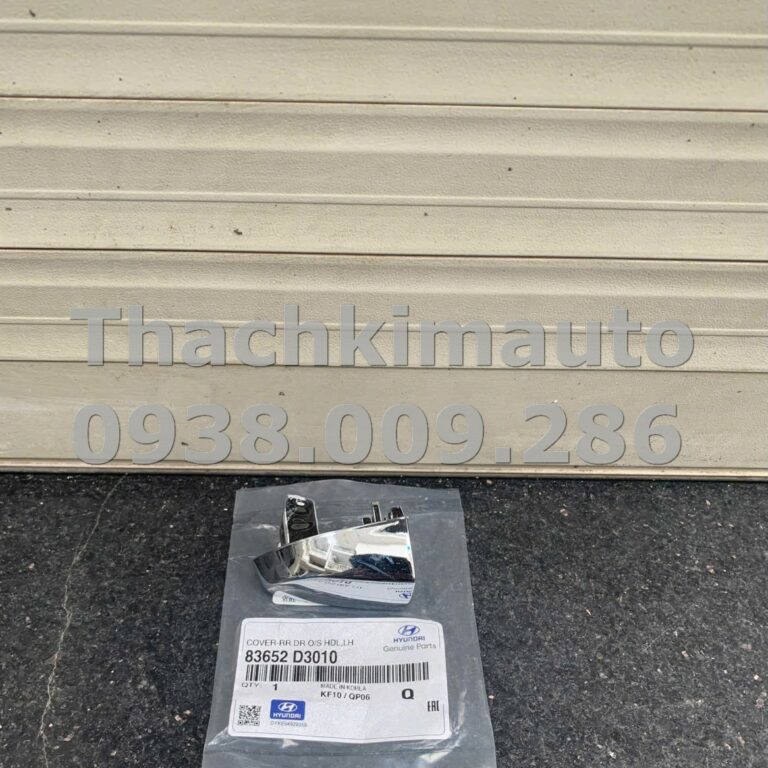 Thachkimauto
0938.009.286
COVER-RR DR O/S HDL,LH
83652 D3010
HYUNDAI
Genuine Parts
QTY: 1
MADE IN KOREA
KF10 / QP06
Q
EAC
HYUNDAI